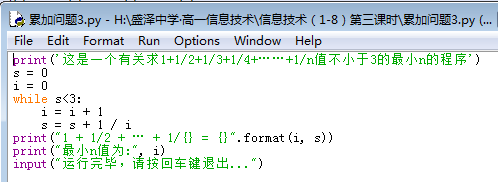 累加问题3.py - H:\盛泽中学·高一信息技术\信息技术（1-8）第三课时\累加问题3.py (...
File Edit Format Run Options Window Help
print('这是一个有关求1+1/2+1/3+1/4+……+1/n值不小于3的最小n的程序')
s = 0
i = 0
while s<3:
    i = i + 1
    s = s + 1 / i
print("1 + 1/2 + … + 1/{} = {}".format(i, s))
print("最小n值为:", i)
input("运行完毕，请按回车键退出...")